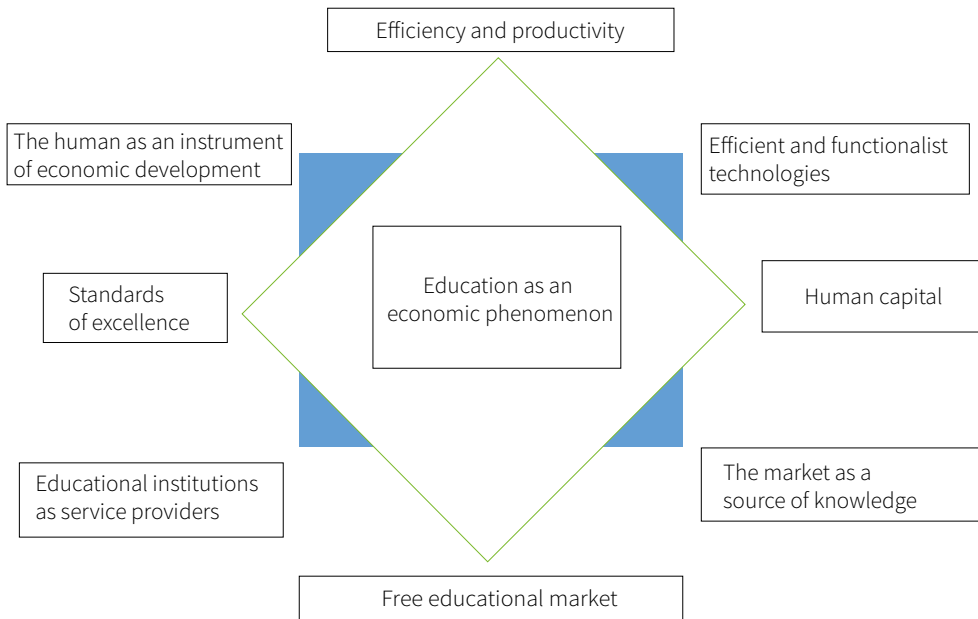 Efficiency and productivity
The human as an instrument
of economic development
Efficient and functionalist
technologies
Standards
of excellence
Education as an
economic phenomenon
Human capital
Educational institutions
as service providers
The market as a
source of knowledge
Free educational market